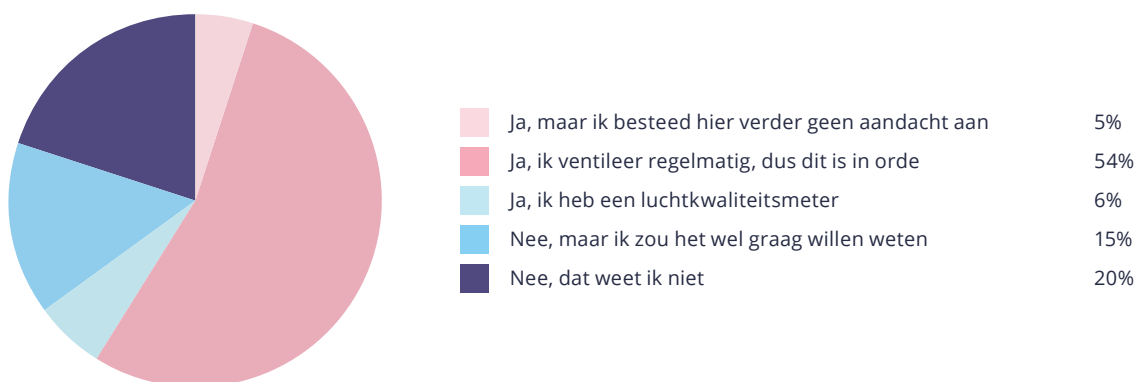 Ja, maar ik besteed hier verder geen aandacht aan 5%
Ja, ik ventileer regelmatig, dus dit is in orde 54%
Ja, ik heb een luchtkwaliteitsmeter 6%
Nee, maar ik zou het wel graag willen weten 15%
Nee, dat weet ik niet 20%